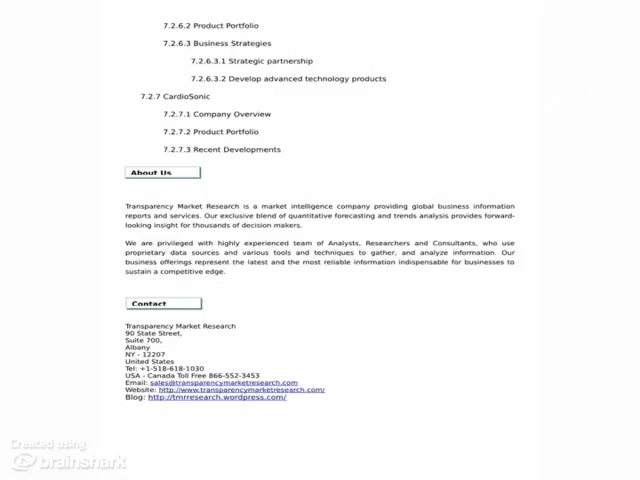 7.2.6.2 Product Portfolio
7.2.6.3 Business Strategies
7.2.6.3.1 Strategic partnership
7.2.6.3.2 Develop advanced technology products
7.2.7 CardioSonic
7.2.7.1 Company Overview
7.2.7.2 Product Portfolio
7.2.7.3 Recent Developments
About Us
Transparency Market Research is a market intelligence company providing global business information
reports and services. Our exclusive blend of quantitative forecasting and trends analysis provides forward-
looking insight for thousands of decision makers.
We are privileged with highly experienced team of Analysts, Researchers and Consultants, who use
proprietary data sources and various tools and techniques to gather, and analyze information. Our
business offerings represent the latest and the most reliable information indispensable for businesses to
sustain a competitive edge.
Contact
Transparency Market Research
90 State Street,
Suite 700,
Albany
NY - 12207
United States
Tel: +1-518-618-1030
USA - Canada Toll Free 866-552-3453
Email: sales@transparencymarketresearch.com
Website: http://www.transparencymarketresearch.com/
Blog: http://tmrresearch.wordpress.com/
Created using
brainshark